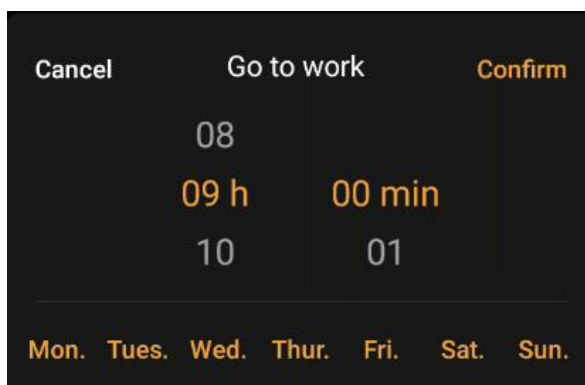 Cancel Go to work Confirm
08
09 h 00 min
10 01
Mon. Tues. Wed. Thur. Fri. Sat. Sun.